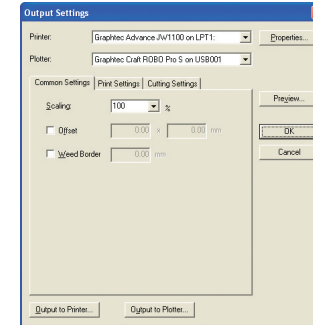 Output Settings
Printer: Graphtec Advance JW1100 on LPT1: Properties...
Plotter: Graphtec Craft ROBO Pro S on USB001
Common Settings Print Settings Cutting Settings
Preview...
Scaling: 100 %
Offset 0.00 x 0.00 mm
OK
Weed Border 0.00 mm
Cancel
Output to Printer... Output to Plotter...